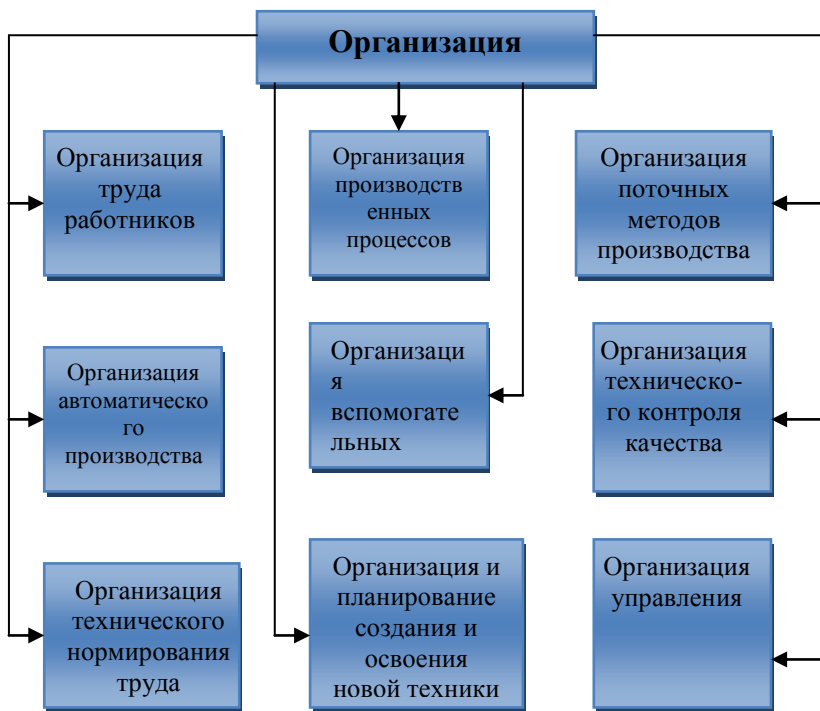 Организация
Организация
труда
работников
Организация
производств
енных
процессов
Организация
поточных
методов
производства
Организация
автоматическо
го
производства
Организаци
я
вспомогате
льных
Организация
техническо-
го контроля
качества
Организация
технического
нормирования
труда
Организация и
планирование
создания и
освоения
новой техники
Организация
управления